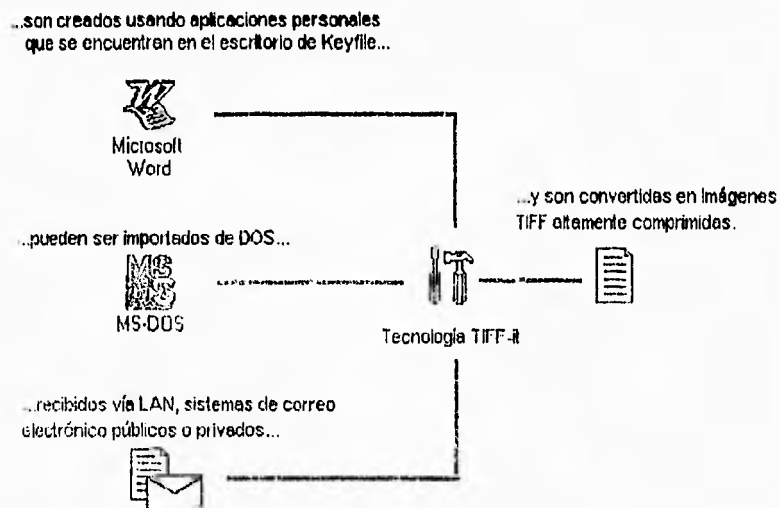 ...son creados usando aplicaciones personales
que se encuentran en el escritorio de Keyfile...
Microsoft
Word
...y son convertidas en Imágenes
TIFF altamente comprimidas.
...pueden ser importados de DOS...
MS
DOS
MS-DOS
Tecnología TIFF-it
...recibidos vía LAN, sistemas de correo
electrónico públicos o privados...